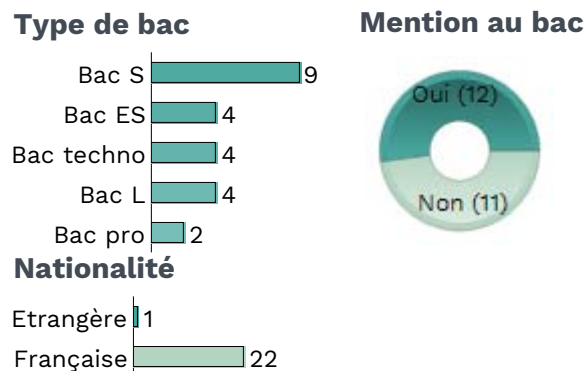 Type de bac
Bac S 9
Bac ES 4
Bac techno 4
Bac L 4
Bac pro 2
Mention au bac
Oui (12)
Non (11)
Nationalité
Etrangère 1
Française 22